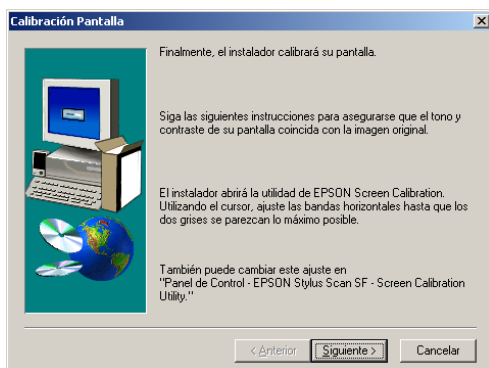 Calibración Pantalla
Finalmente, el instalador calibrará su pantalla.
Siga las siguientes instrucciones para asegurarse que el tono y
contraste de su pantalla coincida con la imagen original.
El instalador abrirá la utilidad de EPSON Screen Calibration.
Utilizando el cursor, ajuste las bandas horizontales hasta que los
dos grises se parezcan lo máximo posible.
También puede cambiar este ajuste en
"Panel de Control - EPSON Stylus Scan SF - Screen Calibration
Utility."
< Anterior
Siguiente >
Cancelar